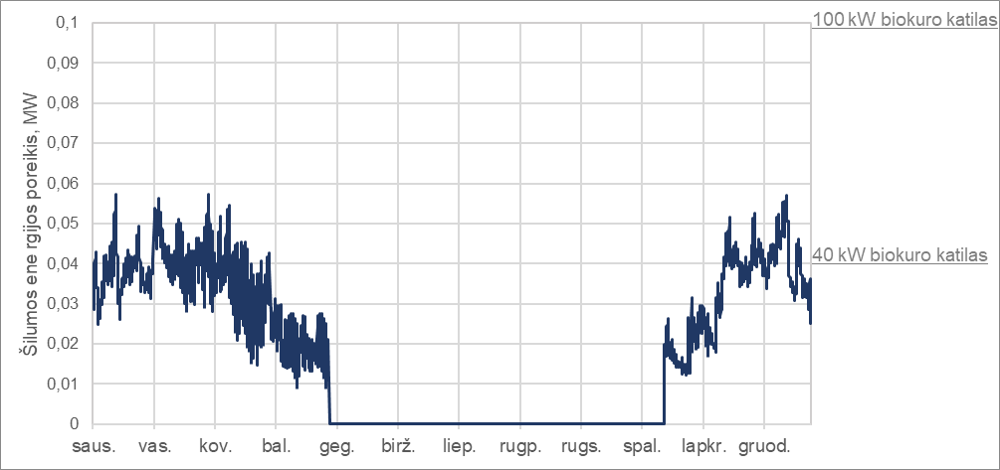 0,1
0,09
0,08
0,07
0,06
0,05
0,04
0,03
0,02
0,01
0
Šilumos ene rgijos poreikis, MW
saus. vas. kov. bal. geg. birž. liep. rugp. rugs. spal. lapkr. gruod.
100 kW biokuro katilas
40 kW biokuro katilas